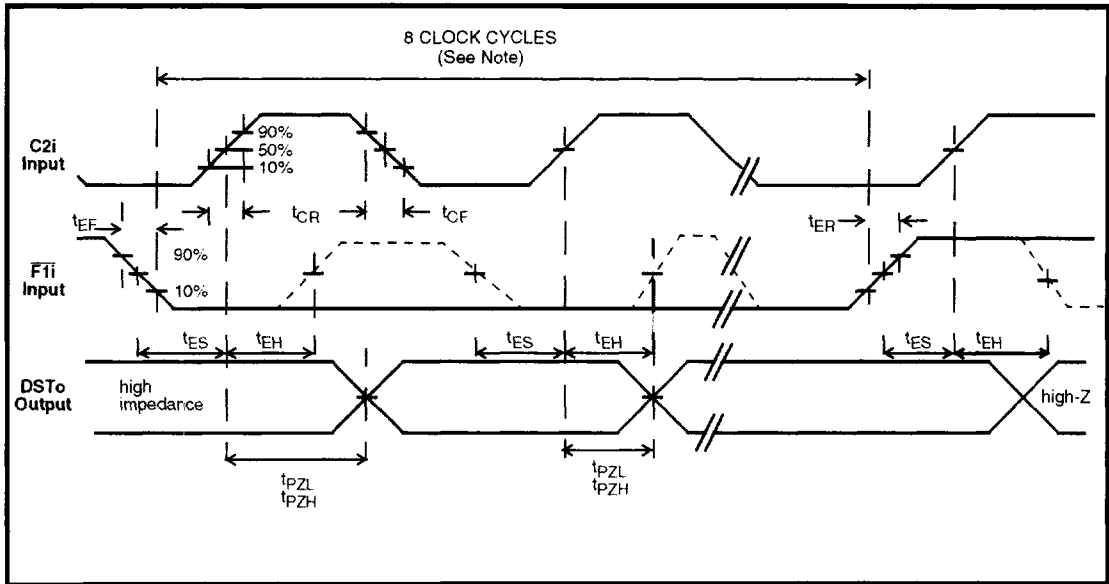 8 CLOCK CYCLES
(See Note)
C2i
Input
90%
50%
10%
tEF
tCR
tCF
tER
F1i
Input
90%
10%
tES
tEH
tES
tEH
tES
tEH
DSTo
Output
high
impedance
high-Z
tPZL
tPZH
tPZL
tPZH